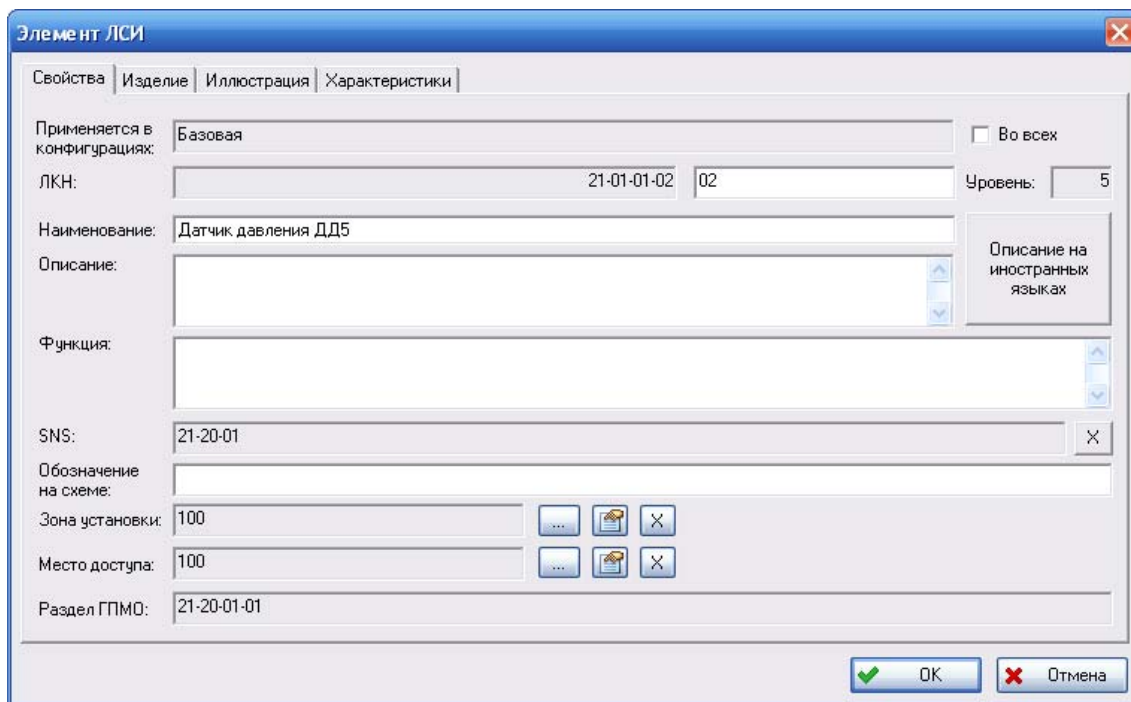 Элемент ЛСИ
Свойства Изделие Иллюстрация Характеристики
Применяется в
конфигурациях:
Базовая
Во всех
ЛКН: 21-01-01-02 02 Уровень: 5
Наименование: Датчик давления ДД5
Описание:
Описание на
иностранных
языках
Функция:
SNS: 21-20-01 X
Обозначение
на схеме:
Зона установки: 100 ... X
Место доступа: 100 ... X
Раздел ГПМО: 21-20-01-01
OK Отмена